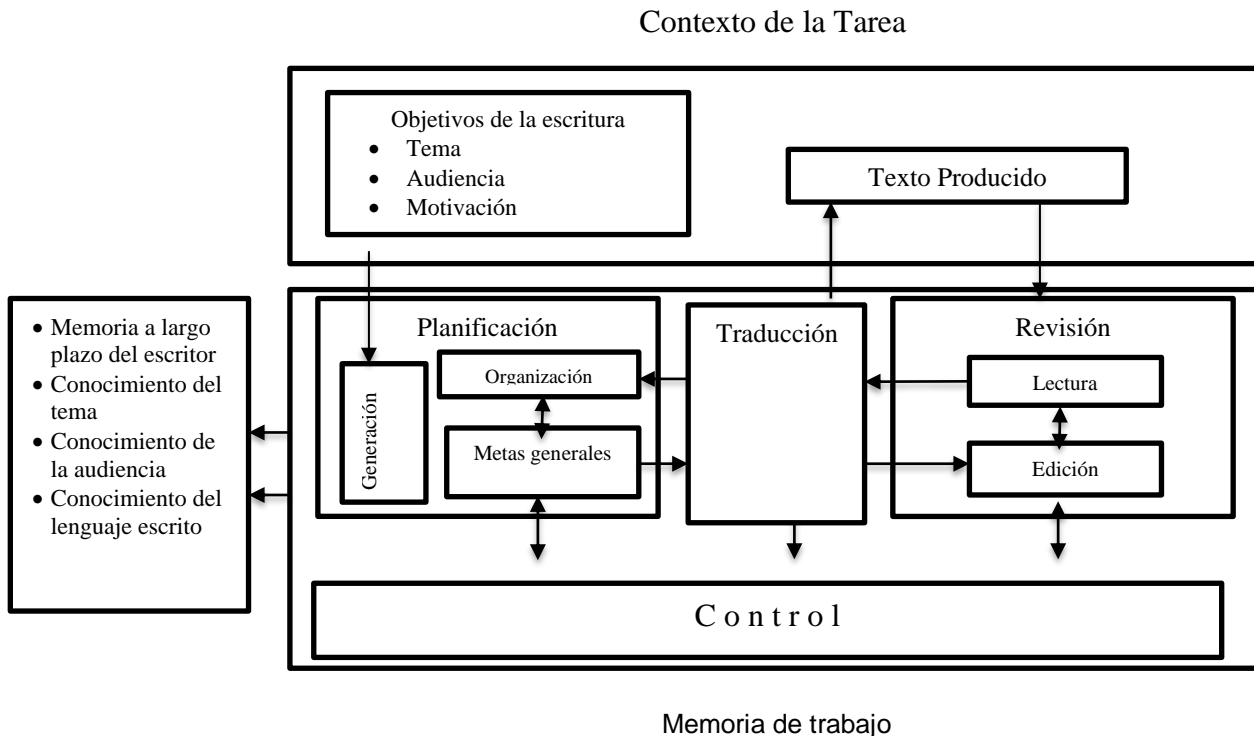 Contexto de la Tarea
Objetivos de la escritura
• Tema
• Audiencia
• Motivación
Texto Producido
• Memoria a largo
plazo del escritor
• Conocimiento del
tema
• Conocimiento de
la audiencia
• Conocimiento del
lenguaje escrito
Planificación
Generación
Organización
Metas generales
Traducción
Revisión
Lectura
Edición
C o n t r o l
Memoria de trabajo